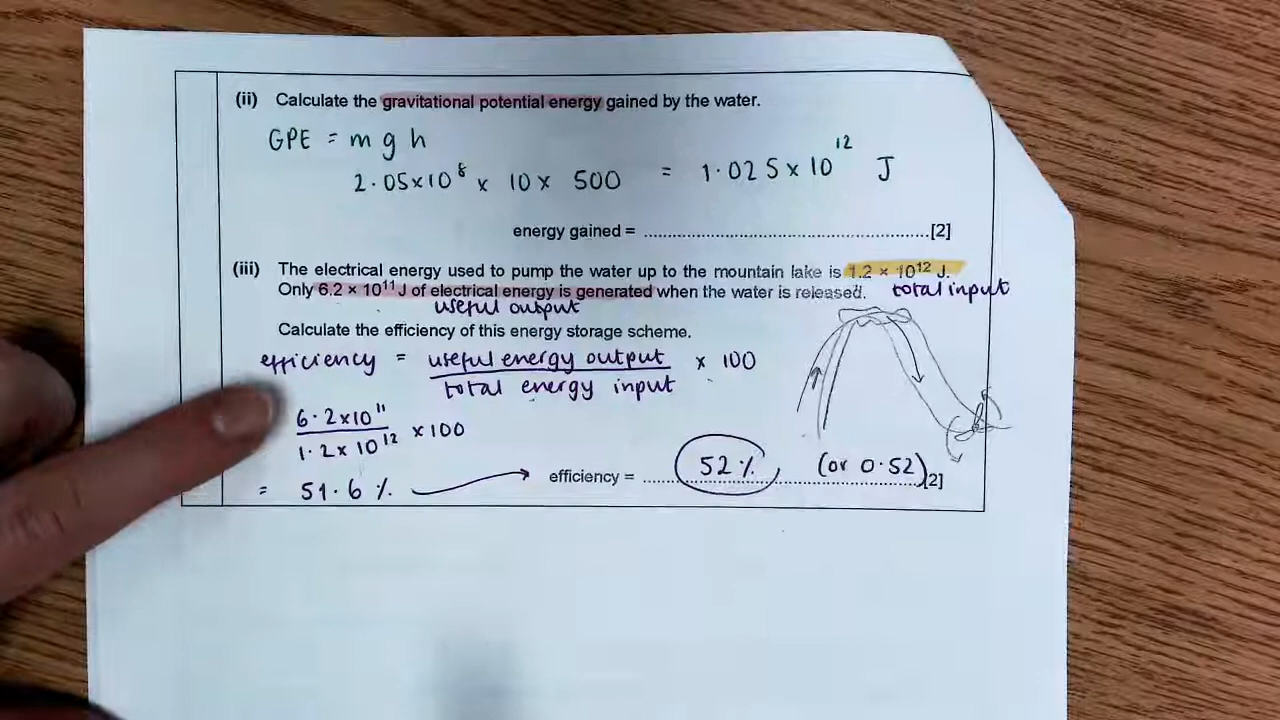 (ii) Calculate the gravitational potential energy gained by the water.
GPE = m g h
2.05×10⁸ × 10 × 500 = 1.025×10¹² J
energy gained = ..................................................[2]
(iii) The electrical energy used to pump the water up to the mountain lake is 1.2 × 10¹² J.
Only 6.2 × 10¹¹ J of electrical energy is generated when the water is released. total input
useful output
Calculate the efficiency of this energy storage scheme.
efficiency = useful energy output / total energy input × 100
6.2×10¹¹ / 1.2×10¹² ×100
= 51.6 %
efficiency = 52% (or 0.52) [2]